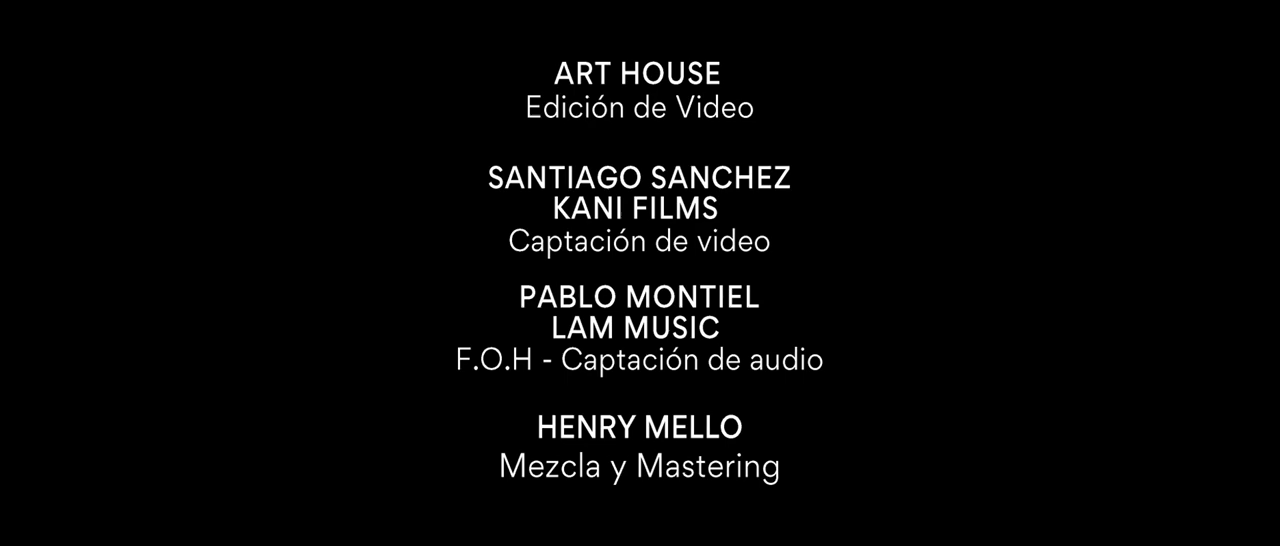 ART HOUSE
Edición de Video
SANTIAGO SANCHEZ
KANI FILMS
Captación de video
PABLO MONTIEL
LAM MUSIC
F.O.H - Captación de audio
HENRY MELLO
Mezcla y Mastering